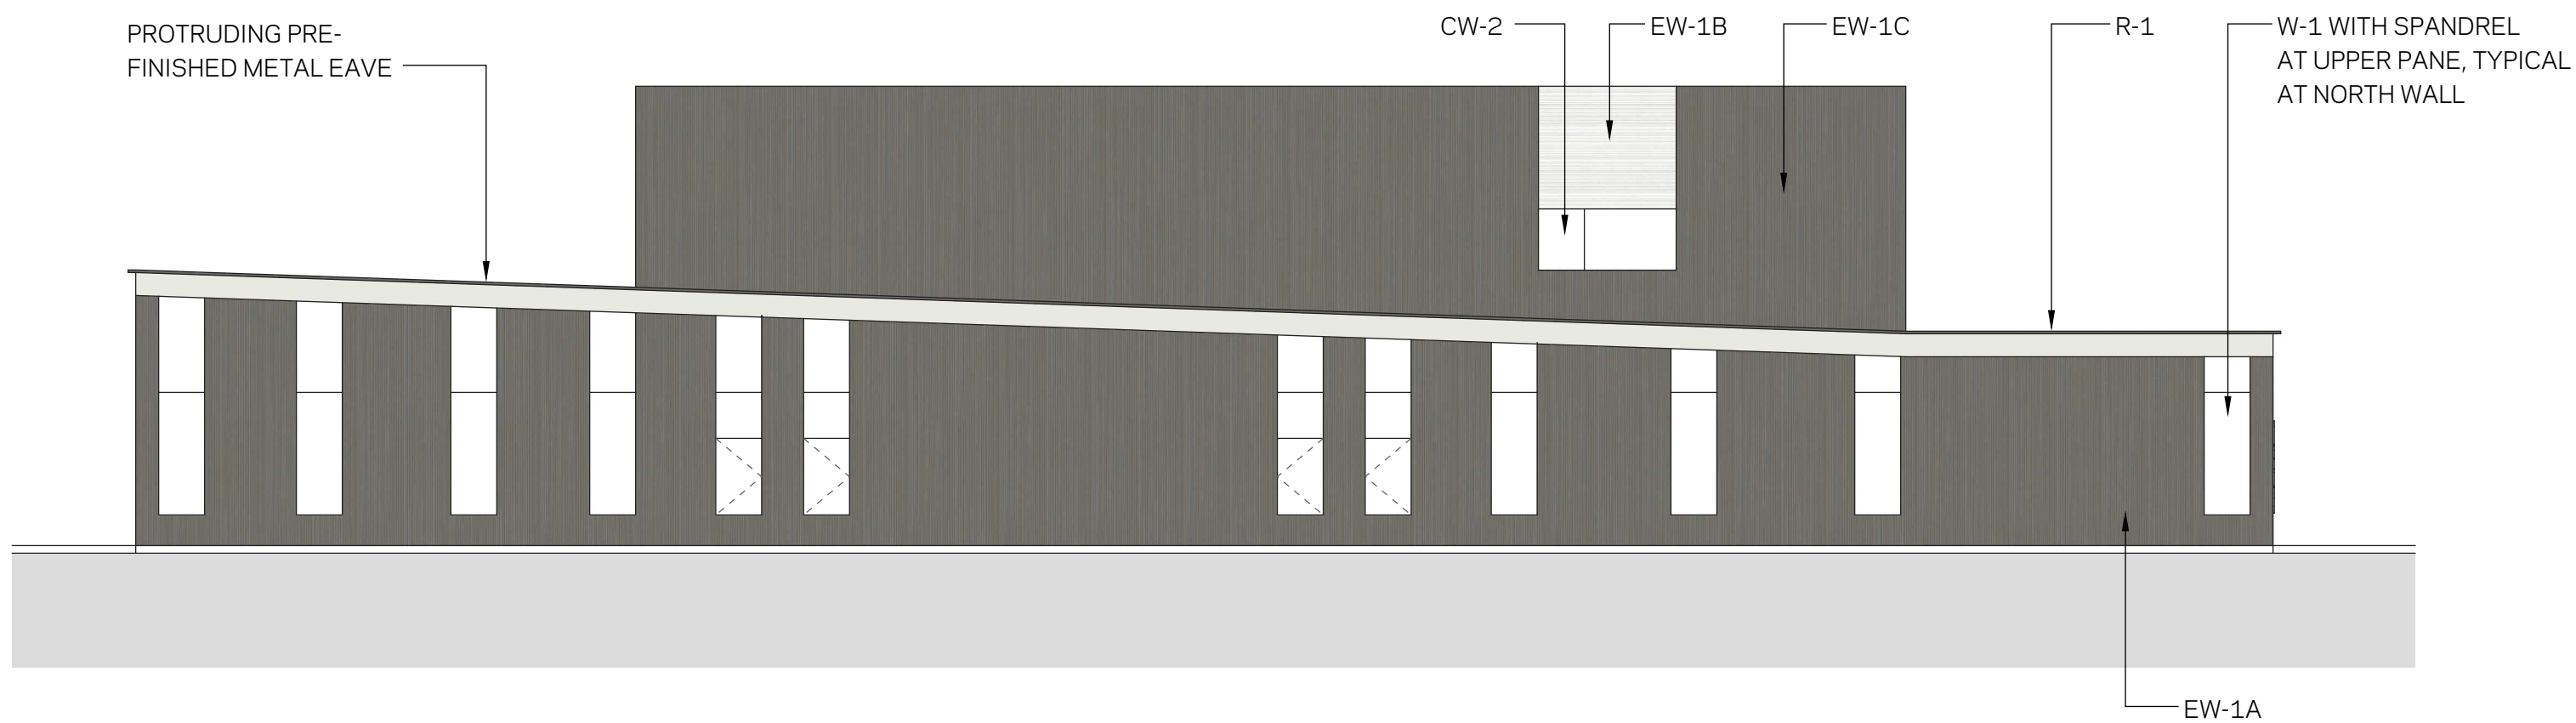 PROTRUDING PRE-
FINISHED METAL EAVE
CW-2
EW-1B
EW-1C
R-1
W-1 WITH SPANDREL
AT UPPER PANE, TYPICAL
AT NORTH WALL
EW-1A